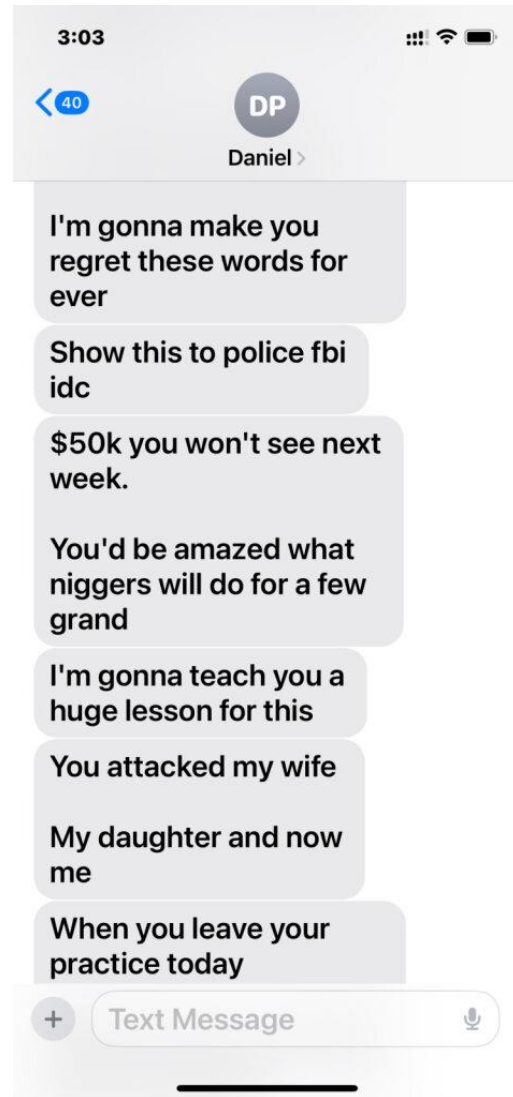 3:03
40
DP
Daniel
I'm gonna make you
regret these words for
ever
Show this to police fbi
idc
$50k you won't see next
week.
You'd be amazed what
niggers will do for a few
grand
I'm gonna teach you a
huge lesson for this
You attacked my wife
My daughter and now
me
When you leave your
practice today
Text Message